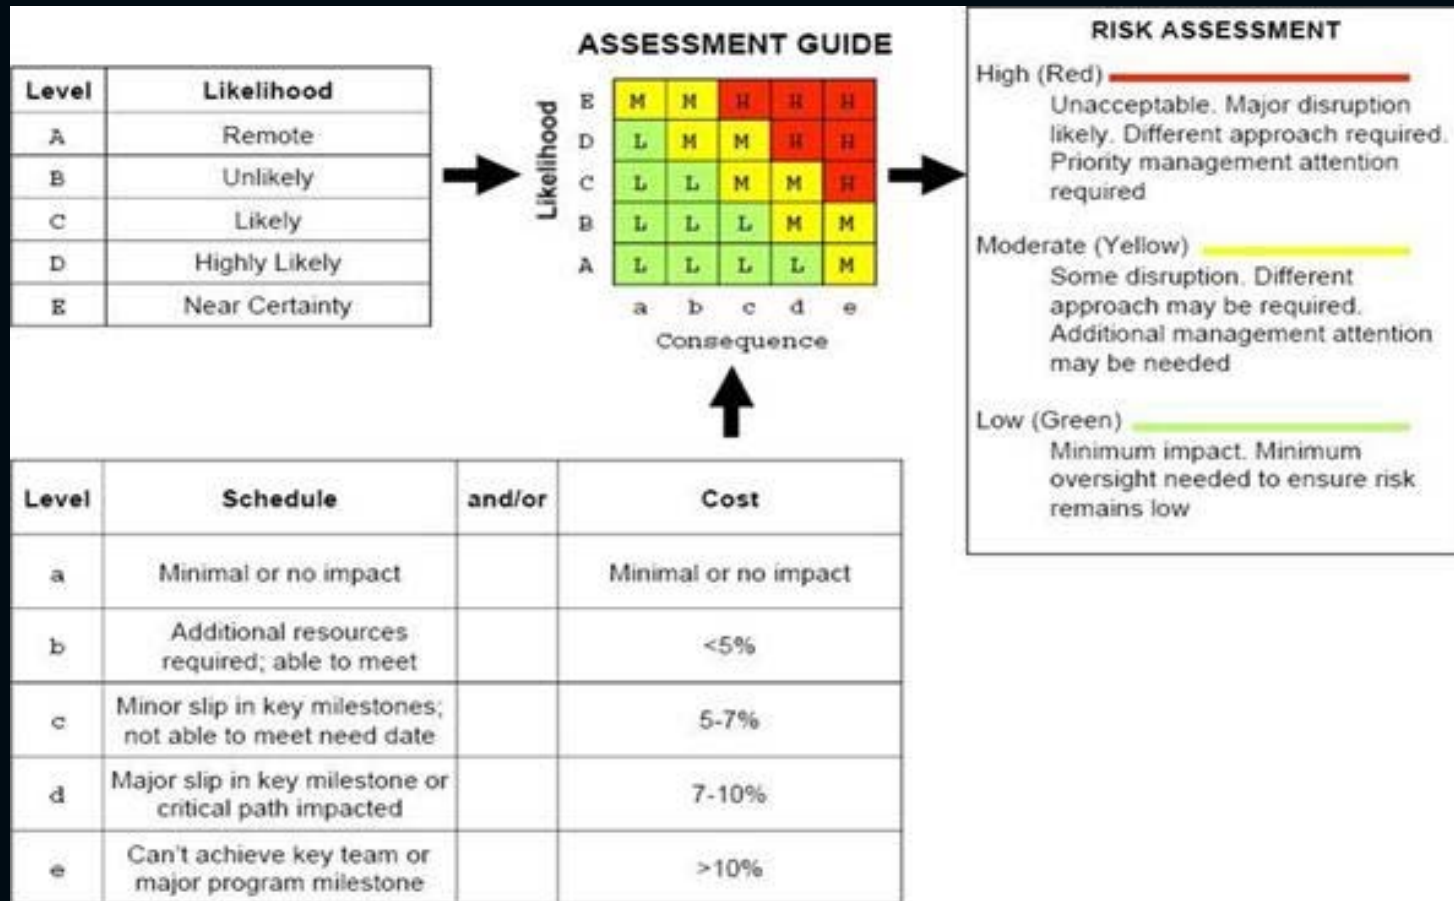 Level Likelihood
A Remote
B Unlikely
C Likely
D Highly Likely
E Near Certainty
ASSESSMENT GUIDE
Likelihood
E M M H H H
D L M M H H
C L L M M H
B L L L M M
A L L L L M
a b c d e
Consequence
RISK ASSESSMENT
High (Red)
Unacceptable. Major disruption
likely. Different approach required.
Priority management attention
required
Moderate (Yellow)
Some disruption. Different
approach may be required.
Additional management attention
may be needed
Low (Green)
Minimum impact. Minimum
oversight needed to ensure risk
remains low
Level Schedule and/or Cost
a Minimal or no impact Minimal or no impact
b Additional resources
required; able to meet <5%
c Minor slip in key milestones;
not able to meet need date 5-7%
d Major slip in key milestone or
critical path impacted 7-10%
e Can't achieve key team or
major program milestone >10%